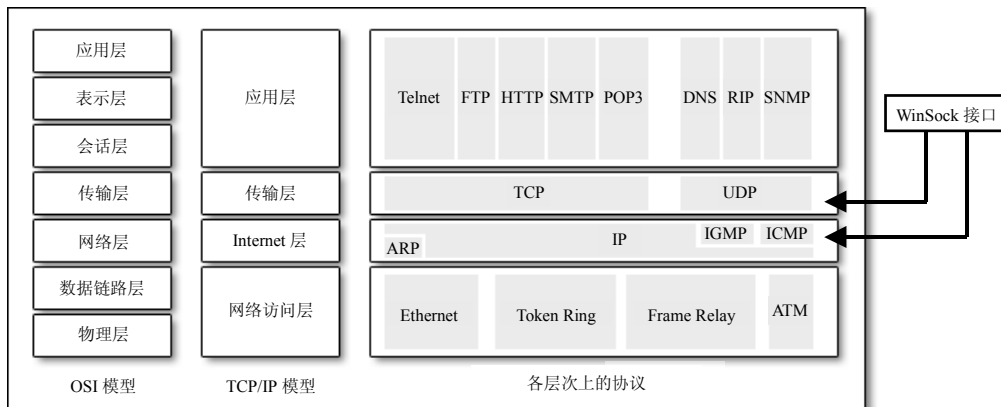 应用层
表示层
会话层
传输层
网络层
数据链路层
物理层
OSI 模型
应用层
传输层
Internet 层
网络访问层
TCP/IP 模型
Telnet FTP HTTP SMTP POP3 DNS RIP SNMP
TCP UDP
ARP IP IGMP ICMP
Ethernet Token Ring Frame Relay ATM
各层次上的协议
WinSock 接口